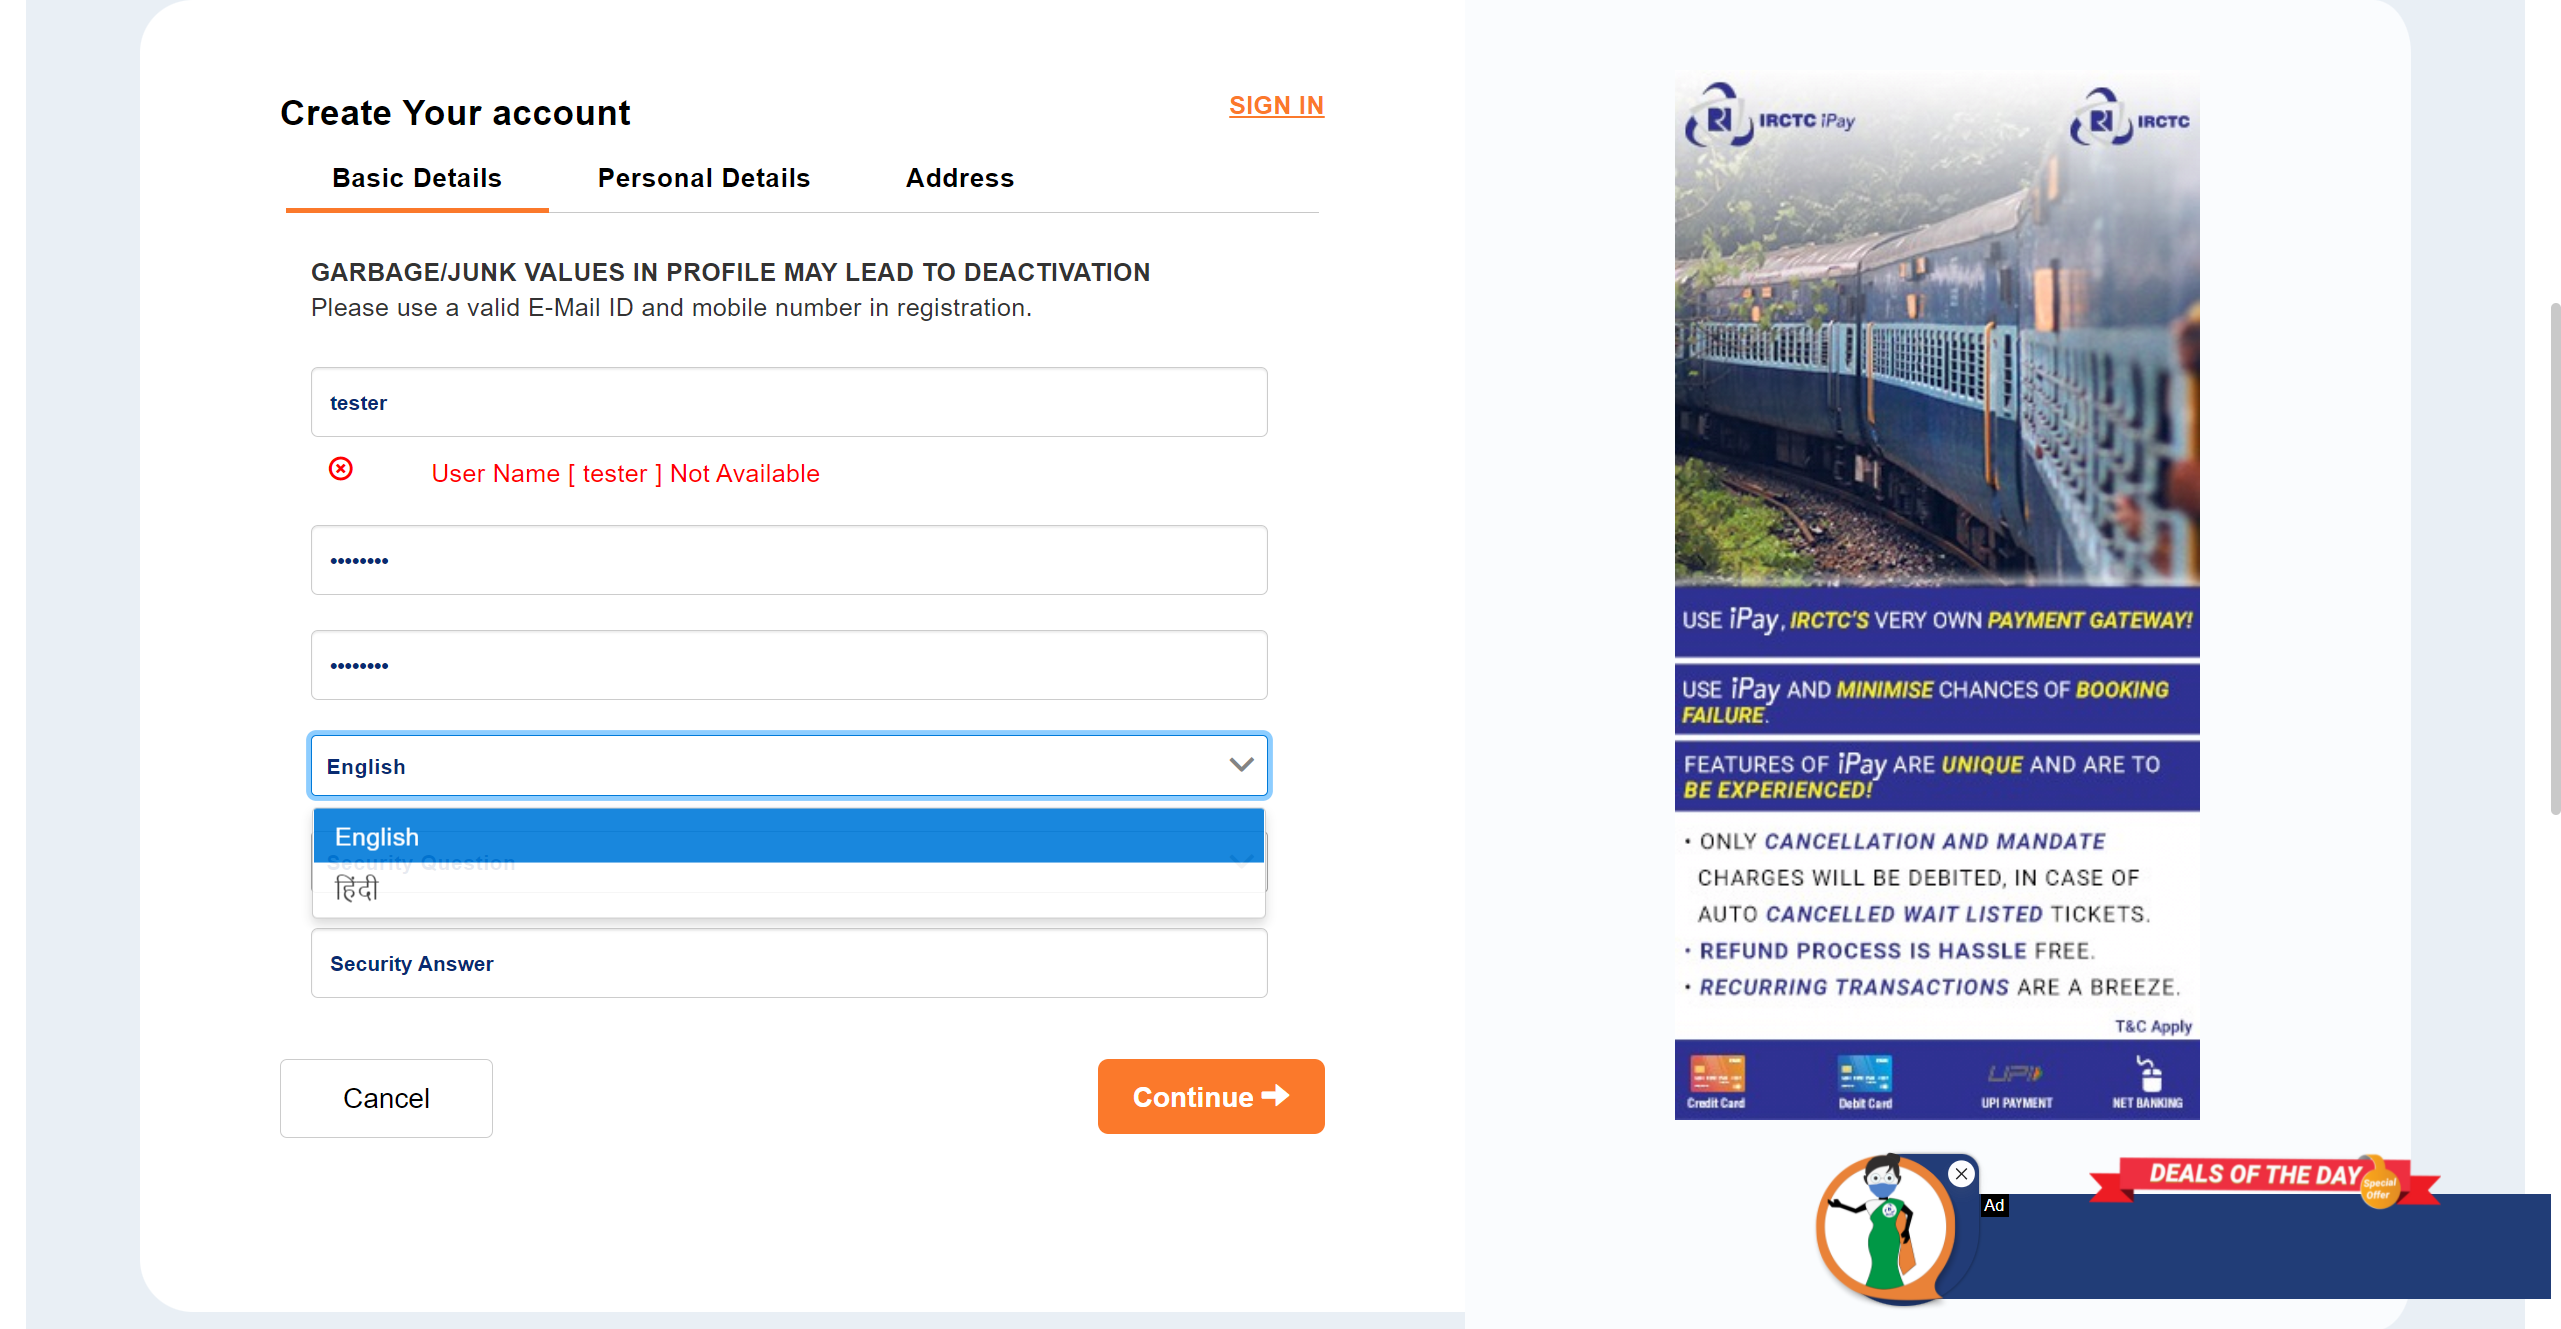 Create Your account
SIGN IN
Basic Details
Personal Details
Address
GARBAGE/JUNK VALUES IN PROFILE MAY LEAD TO DEACTIVATION
Please use a valid E-Mail ID and mobile number in registration.
tester
User Name [ tester ] Not Available
••••••••
••••••••
English
English
Security Question
हिंदी
Security Answer
Cancel
Continue
IRCTC iPay
IRCTC
USE iPay, IRCTC'S VERY OWN PAYMENT GATEWAY!
USE iPay AND MINIMISE CHANCES OF BOOKING
FAILURE.
FEATURES OF iPay ARE UNIQUE AND ARE TO
BE EXPERIENCED!
• ONLY CANCELLATION AND MANDATE
CHARGES WILL BE DEBITED, IN CASE OF
AUTO CANCELLED WAIT LISTED TICKETS.
• REFUND PROCESS IS HASSLE FREE.
• RECURRING TRANSACTIONS ARE A BREEZE.
T&C Apply
UPI
Credit Card
Debit Card
UPI PAYMENT
NET BANKING
DEALS OF THE DAY
Special
Offer
Ad